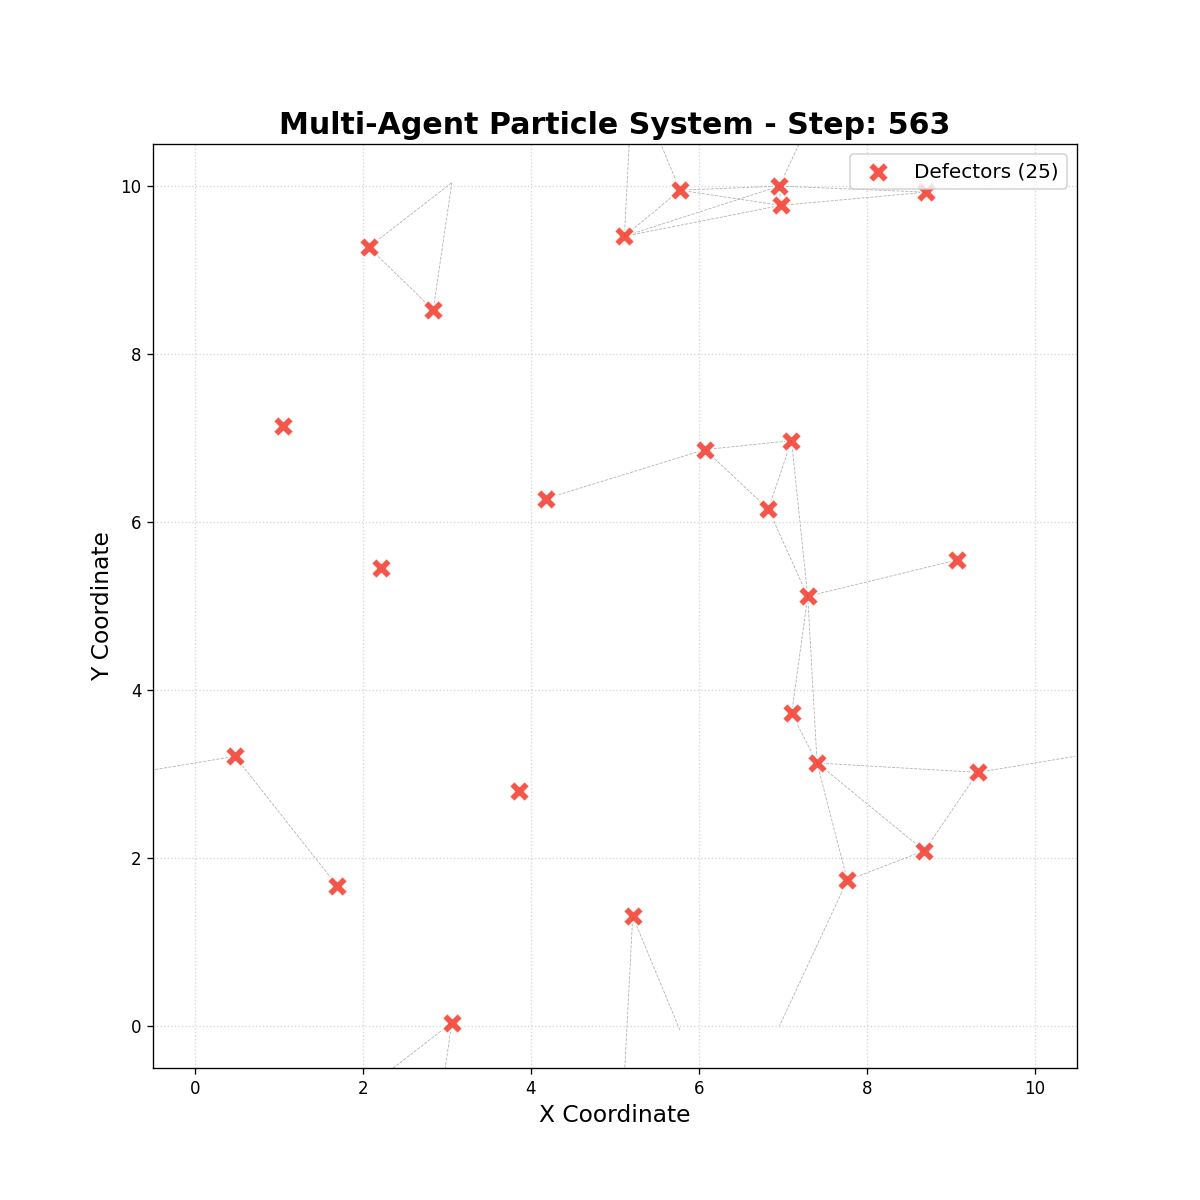 Multi-Agent Particle System - Step: 563
Defectors (25)
10
8
6
4
2
0
Y Coordinate
0 2 4 6 8 10
X Coordinate